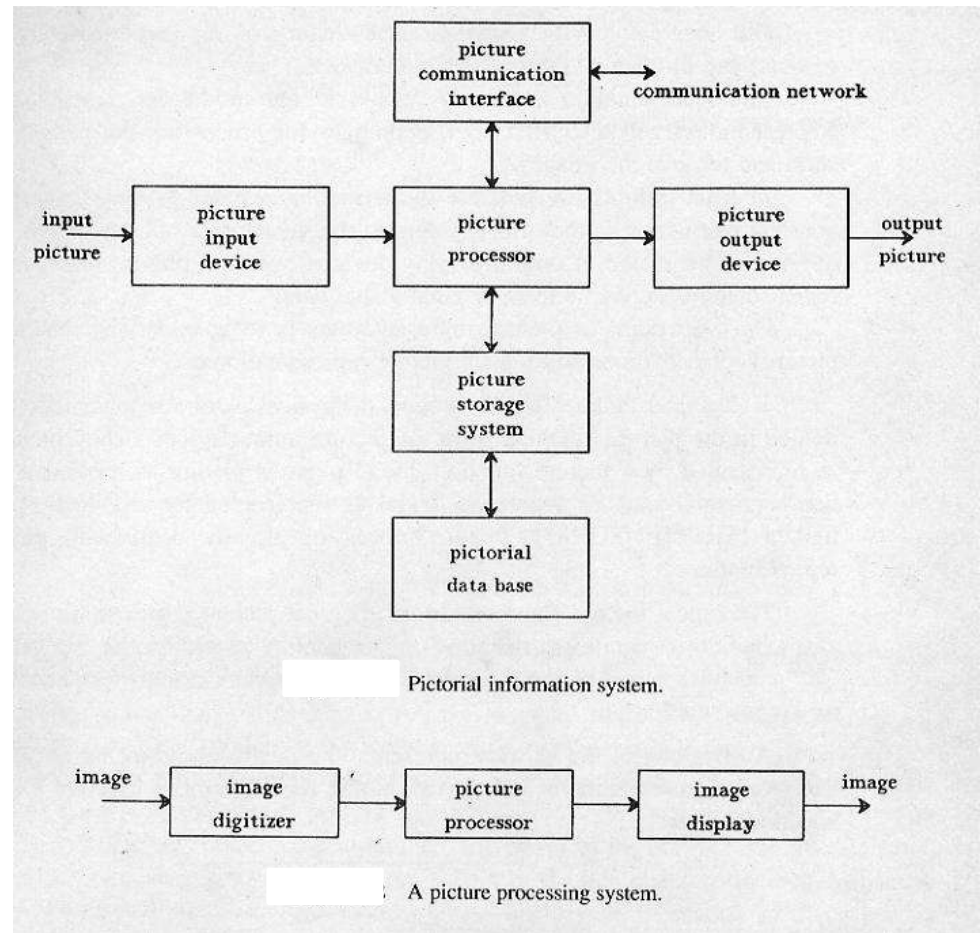 picture
communication
interface
communication network
input
picture
picture
input
device
picture
processor
picture
output
device
output
picture
picture
storage
system
pictorial
data base
Pictorial information system.
image
image
digitizer
picture
processor
image
display
image
A picture processing system.